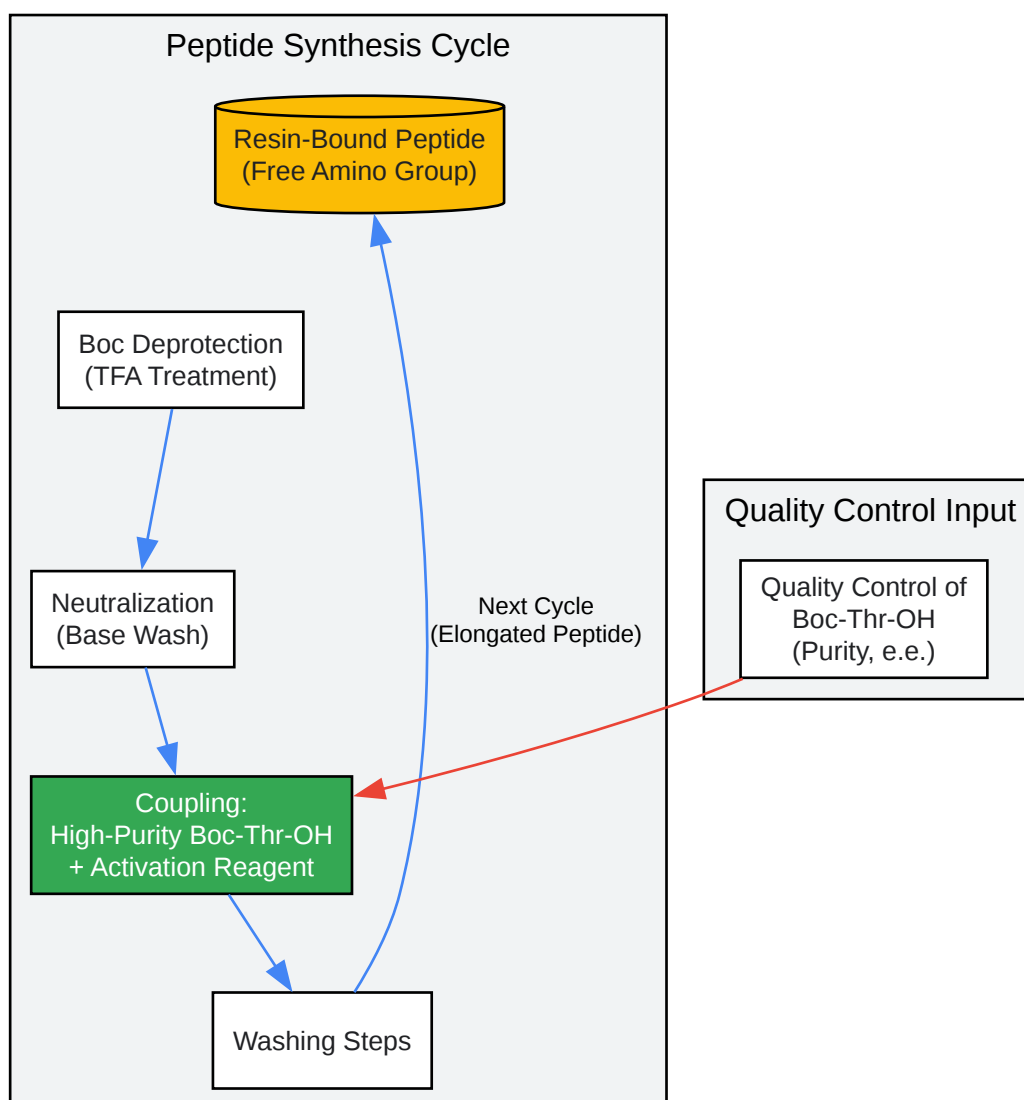 Peptide Synthesis Cycle
Resin-Bound Peptide
(Free Amino Group)
Boc Deprotection
(TFA Treatment)
Neutralization
(Base Wash)
Next Cycle
(Elongated Peptide)
Quality Control Input
Quality Control of
Boc-Thr-OH
(Purity, e.e.)
Coupling:
High-Purity Boc-Thr-OH
+ Activation Reagent
Washing Steps